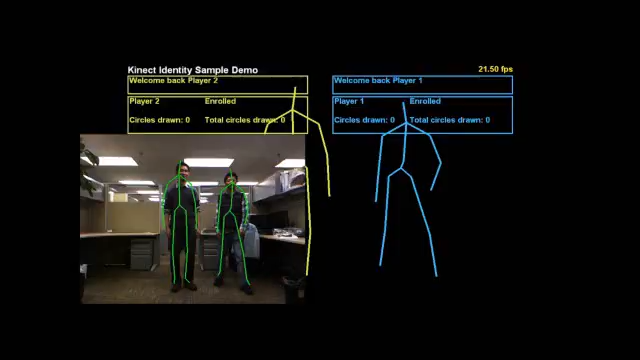 Kinect Identity Sample Demo
21.50 fps
Welcome back Player 2
Welcome back Player 1
Player 2 Enrolled
Circles drawn: 0 Total circles drawn: 0
Player 1 Enrolled
Circles drawn: 0 Total circles drawn: 0